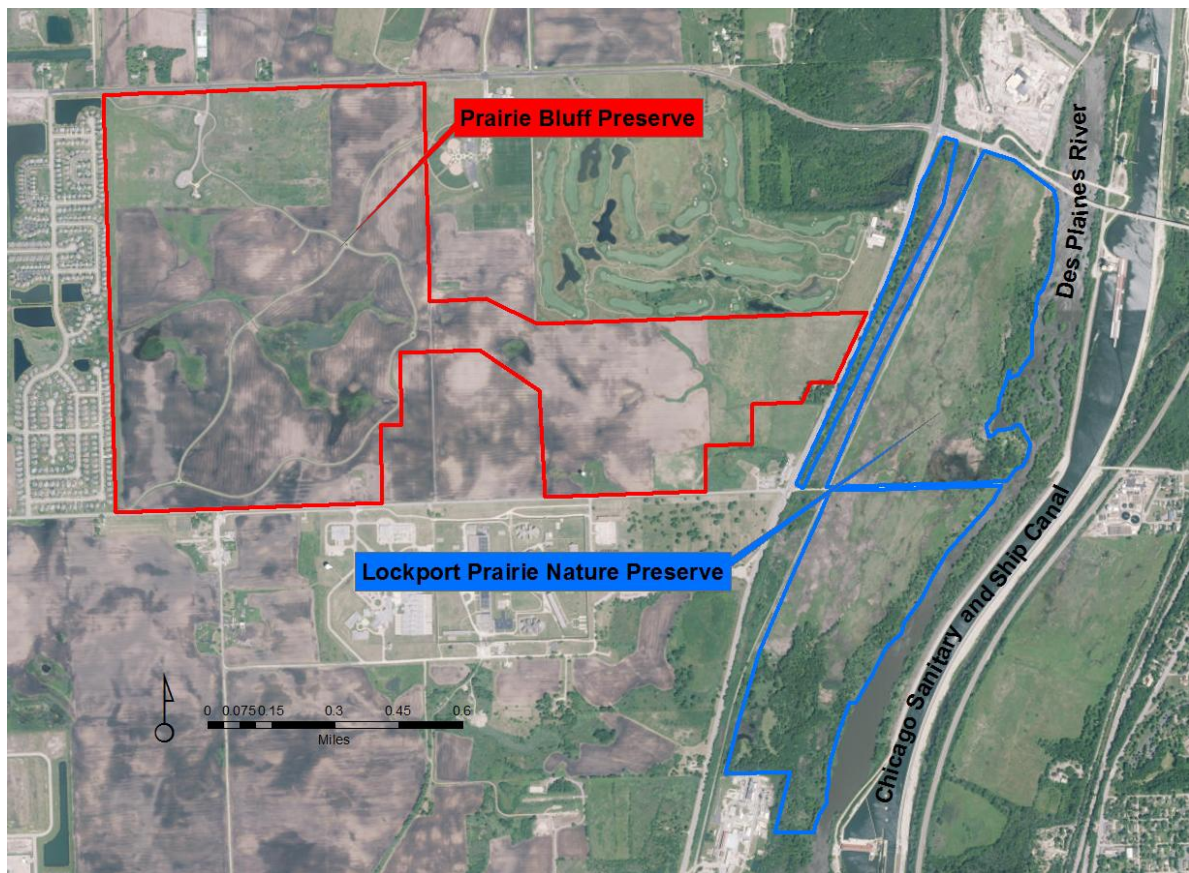 Prairie Bluff Preserve
Des Plaines River
Lockport Prairie Nature Preserve
Chicago Sanitary and Ship Canal
0 0.075 0.15 0.3 0.45 0.6
Miles